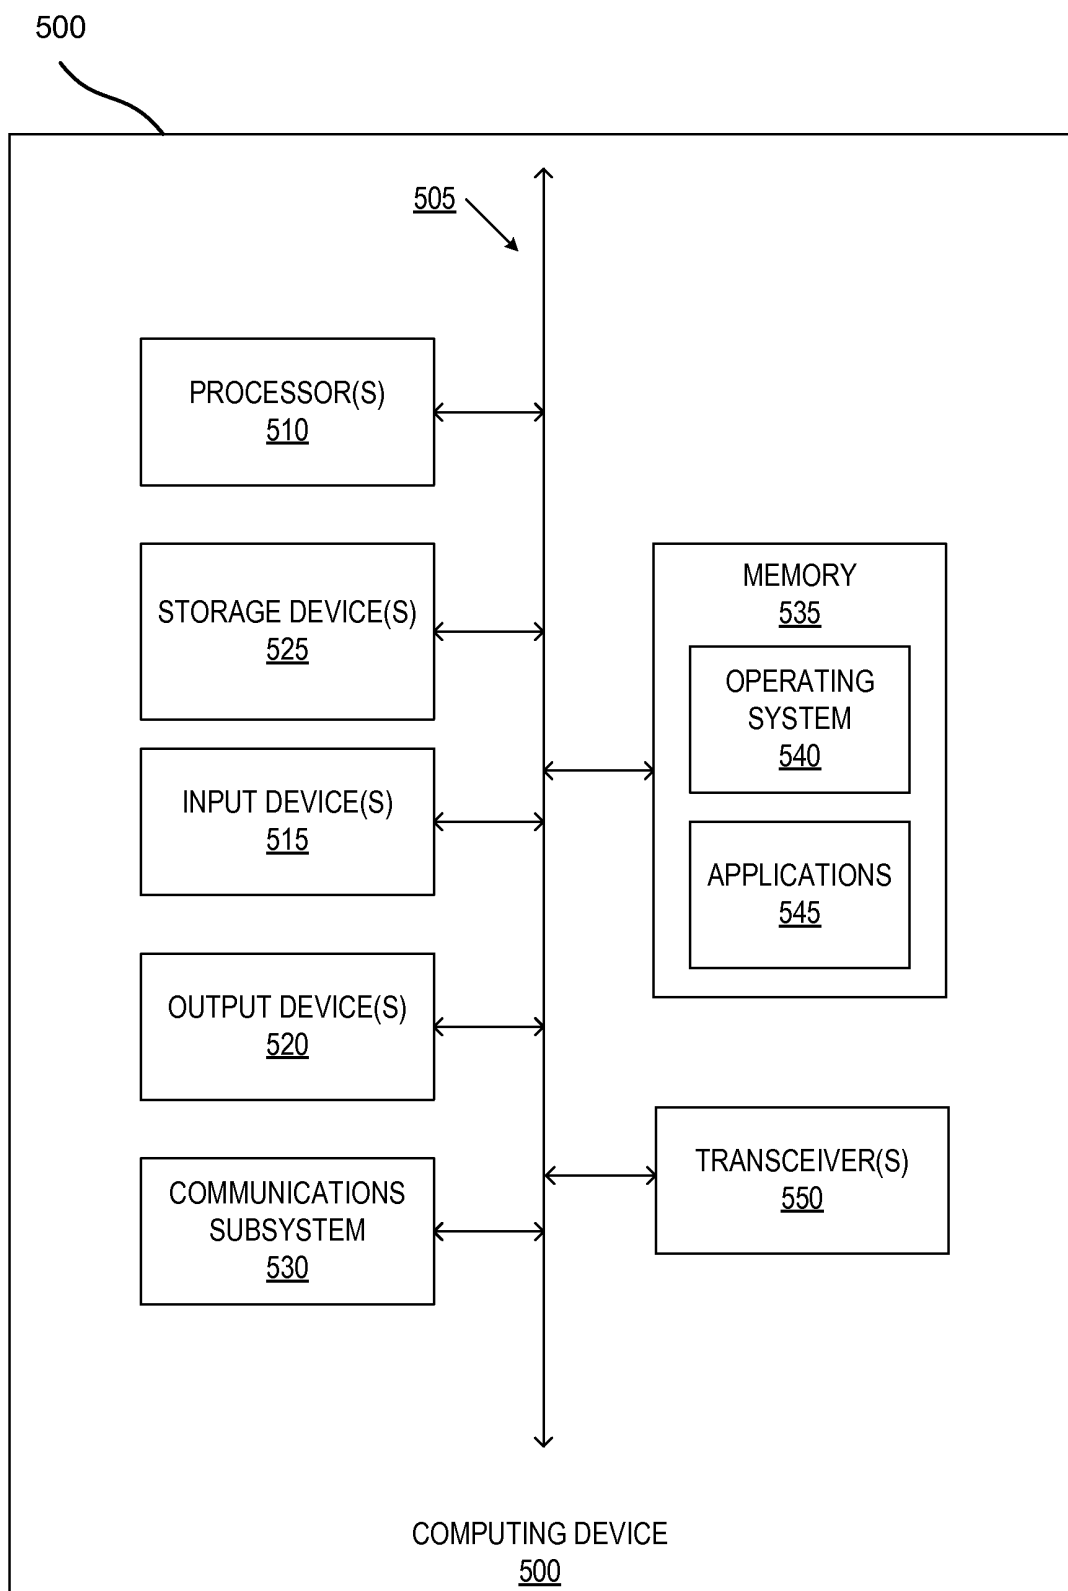 500
505
PROCESSOR(S)
510
STORAGE DEVICE(S)
525
INPUT DEVICE(S)
515
OUTPUT DEVICE(S)
520
COMMUNICATIONS
SUBSYSTEM
530
MEMORY
535
OPERATING
SYSTEM
540
APPLICATIONS
545
TRANSCEIVER(S)
550
COMPUTING DEVICE
500